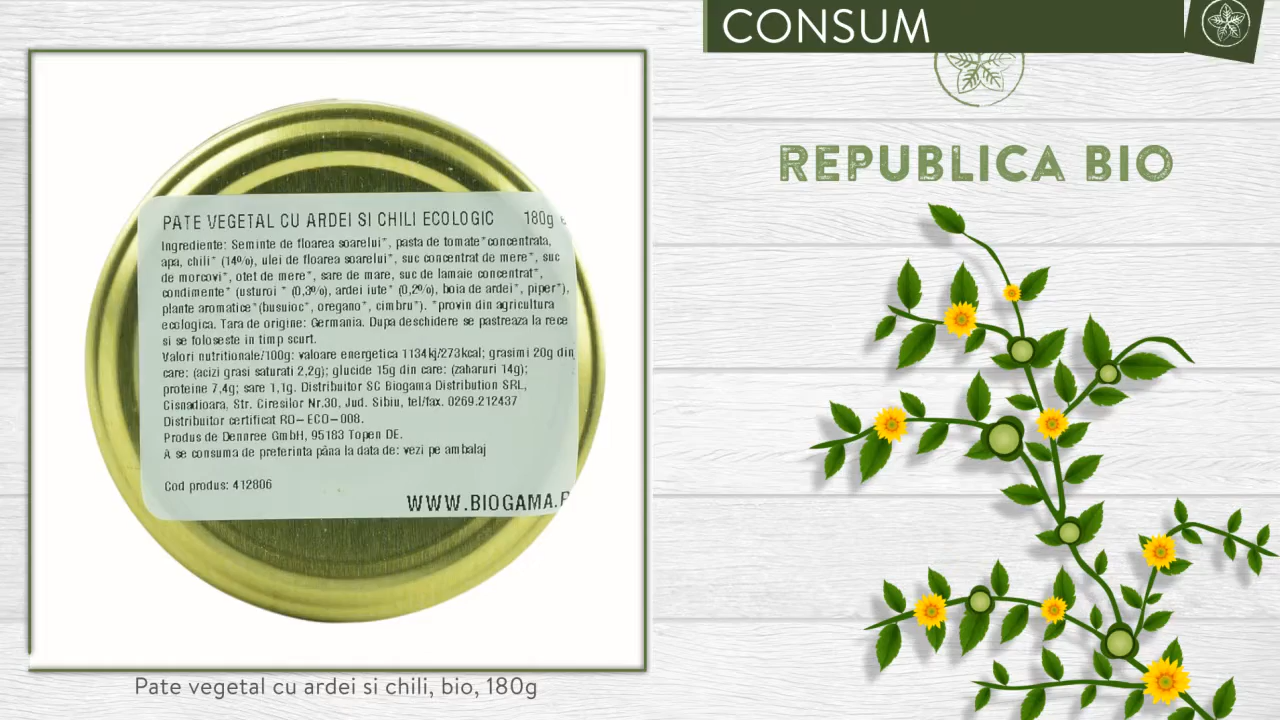 CONSUM
REPUBLICA BIO
PATE VEGETAL CU ARDEI SI CHILI ECOLOGIC 180g e
Ingrediente: Seminte de floarea soarelui*, pasta de tomate*concentrata,
apa, chili* (14%), ulei de floarea soarelui*, suc concentrat de mere*, suc
de morcovi*, otet de mere*, sare de mare, suc de lamaie concentrat*,
condimente* (usturoi * (0,3%), ardei iute* (0,2%), boia de ardei*, piper*),
plante aromatice*(busuioc*, oregano*, cimbru*). *provin din agricultura
ecologica. Tara de origine: Germania. Dupa deschidere se pastreaza la rece
si se foloseste in timp scurt.
Valori nutritionale/100g: valoare energetica 1134kj/273kcal; grasimi 20g din
care: (acizi grasi saturati 2,2g); glucide 15g din care: (zaharuri 14g);
proteine 7,4g; sare 1,1g. Distribuitor SC Biogama Distribution SRL,
Cisnadioara, Str. Ciresilor Nr.30, Jud. Sibiu, tel/fax. 0269.212437
Distribuitor certificat RO-ECO-008.
Produs de Dennree GmbH, 95183 Topen DE.
A se consuma de preferinta pâna la data de: vezi pe ambalaj
Cod produs: 412806
WWW.BIOGAMA.
Pate vegetal cu ardei si chili, bio, 180g